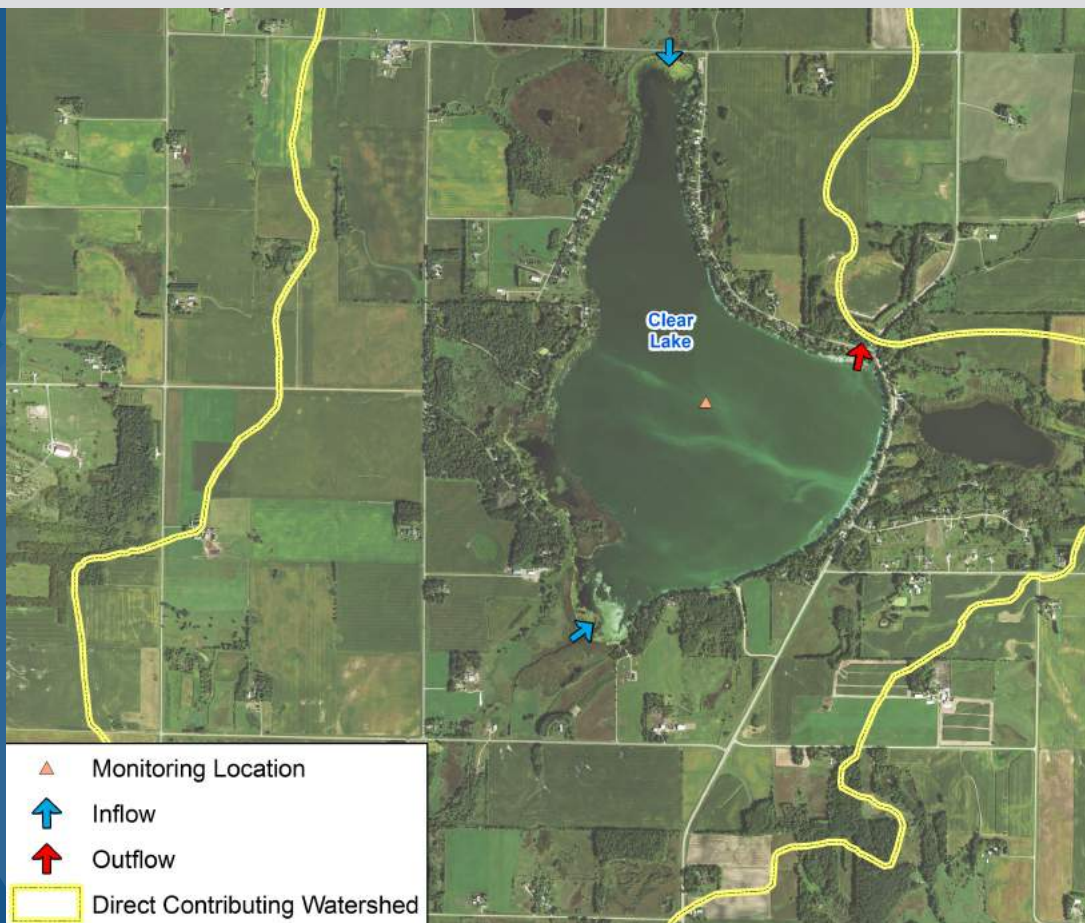 Clear
Lake
Monitoring Location
Inflow
Outflow
Direct Contributing Watershed